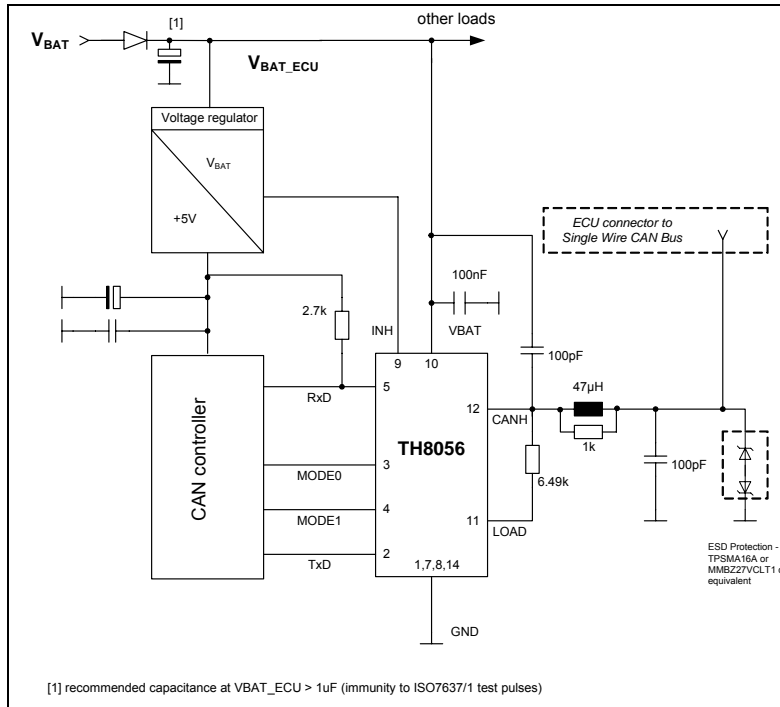 [1]
other loads
VBAT
VBAT_ECU
Voltage regulator
VBAT
+5V
ECU connector to
Single Wire CAN Bus
100nF
2.7k
INH
VBAT
9
10
100pF
47µH
5
RxD
12
CANH
1k
TH8056
CAN controller
3
MODE0
6.49k
100pF
4
MODE1
11
LOAD
2
TxD
1,7,8,14
ESD Protection -
TPSMA16A or
MMBZ27VCLT1
equivalent
GND
[1] recommended capacitance at VBAT_ECU > 1uF (immunity to ISO7637/1 test pulses)